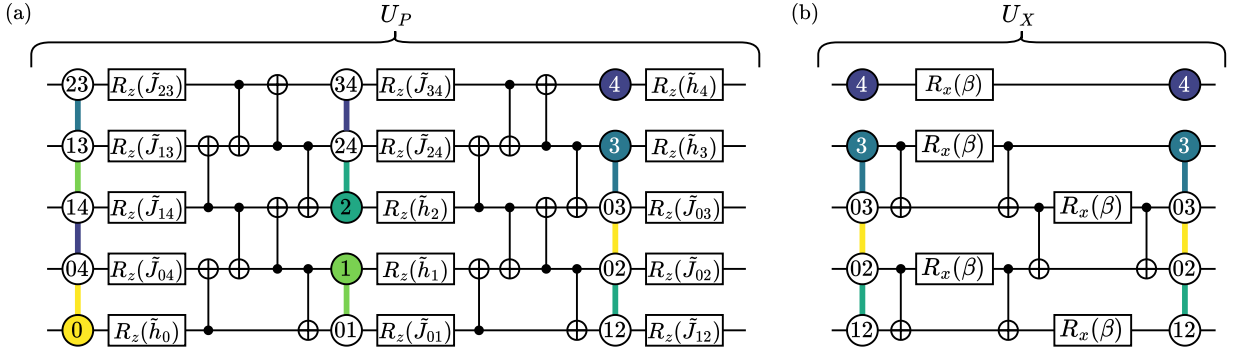 (a) U_P (b) U_X
23 R_z(J̃_23) 34 R_z(J̃_34) 4 R_z(h̃_4) 4 R_x(β) 4
13 R_z(J̃_13) 24 R_z(J̃_24) 3 R_z(h̃_3) 3 R_x(β) 3
14 R_z(J̃_14) 2 R_z(h̃_2) 03 R_z(J̃_03) 03 R_x(β) 03
04 R_z(J̃_04) 1 R_z(h̃_1) 02 R_z(J̃_02) 02 R_x(β) 02
0 R_z(h̃_0) 01 R_z(J̃_01) 12 R_z(J̃_12) 12 R_x(β) 12